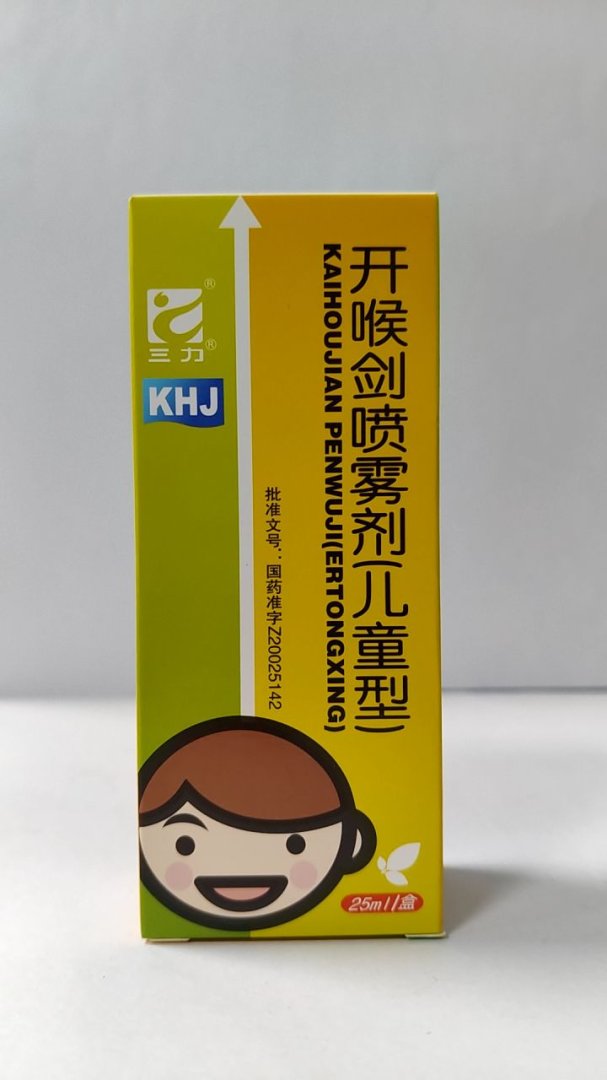 ®
三力®
KHJ
开喉剑喷雾剂(儿童型)
KAIHOUJIAN PENWUJI(ERTONGXING)
批准文号:国药准字Z20025142
25ml/盒